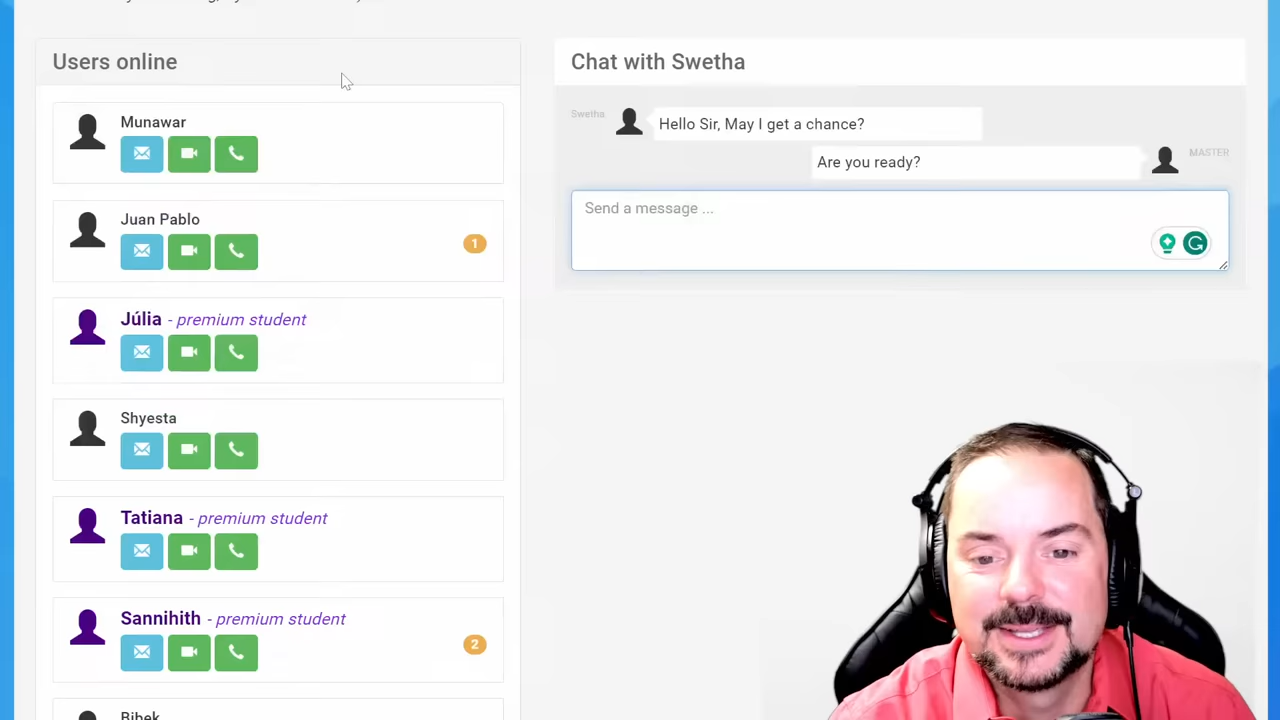 Users online
Munawar
Juan Pablo
1
Júlia - premium student
Shyesta
Tatiana - premium student
Sannihith - premium student
2
Bibek
Chat with Swetha
Swetha
Hello Sir, May I get a chance?
Are you ready?
MASTER
Send a message ...